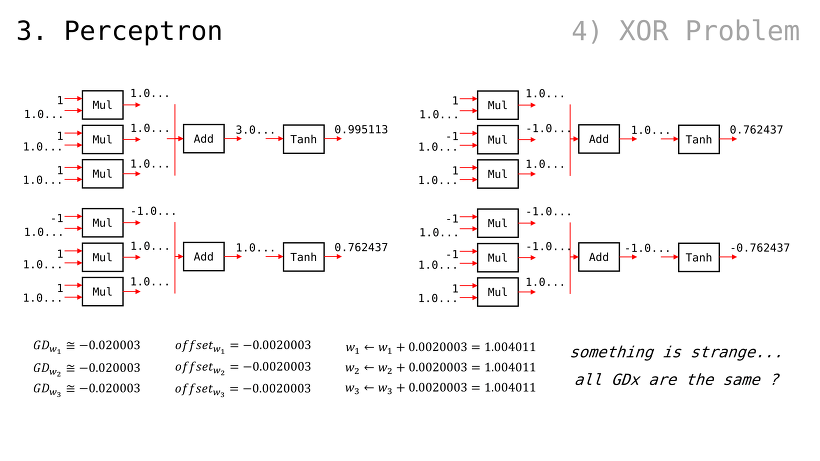 3. Perceptron
4) XOR Problem
1 1.0... Mul 1.0...
1 1.0... Mul 1.0... Add 3.0... Tanh 0.995113
1 1.0... Mul 1.0...
1 1.0... Mul 1.0...
-1 1.0... Mul -1.0... Add 1.0... Tanh 0.762437
1 1.0... Mul 1.0...
-1 1.0... Mul -1.0...
1 1.0... Mul 1.0... Add 1.0... Tanh 0.762437
1 1.0... Mul 1.0...
-1 1.0... Mul -1.0...
-1 1.0... Mul -1.0... Add -1.0... Tanh -0.762437
1 1.0... Mul 1.0...
GD_{w_1} ≅ −0.020003
GD_{w_2} ≅ −0.020003
GD_{w_3} ≅ −0.020003
offset_{w_1} = −0.0020003
offset_{w_2} = −0.0020003
offset_{w_3} = −0.0020003
w_1 ← w_1 + 0.0020003 = 1.004011
w_2 ← w_2 + 0.0020003 = 1.004011
w_3 ← w_3 + 0.0020003 = 1.004011
something is strange...
all GDx are the same ?